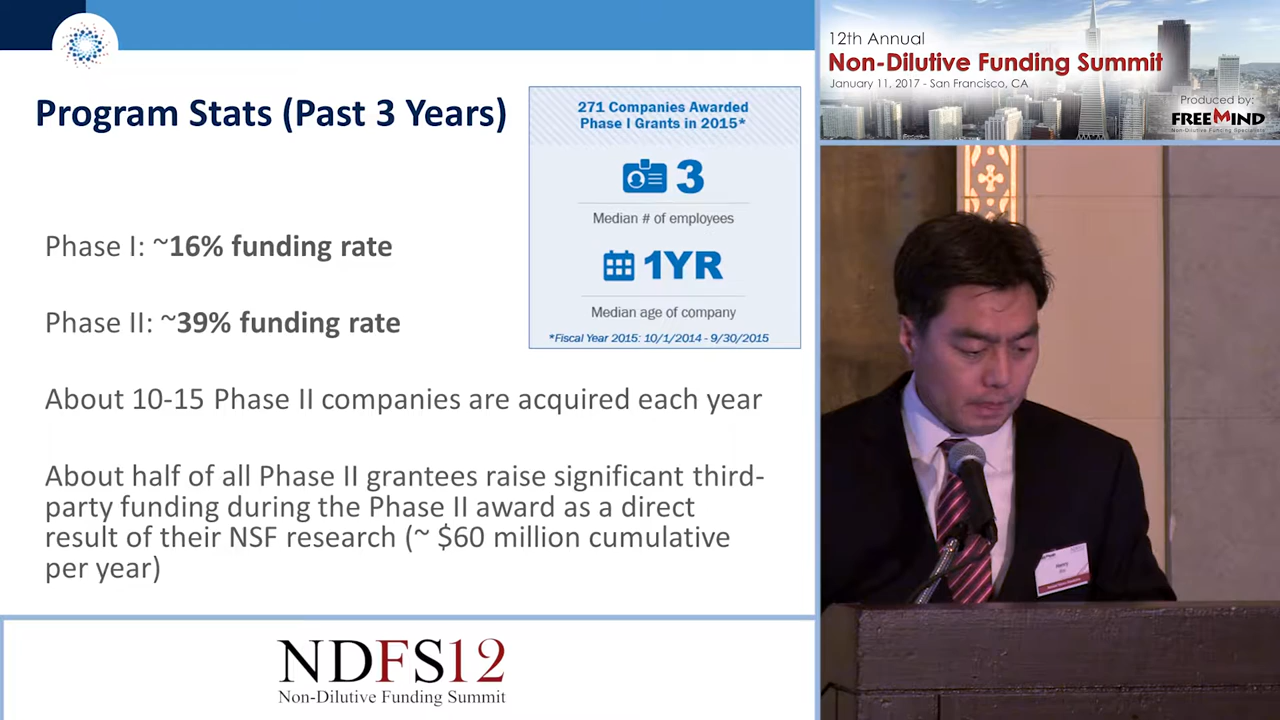 Program Stats (Past 3 Years)
271 Companies Awarded
Phase I Grants in 2015*
3
Median # of employees
1YR
Median age of company
*Fiscal Year 2015: 10/1/2014 - 9/30/2015
Phase I: ~16% funding rate
Phase II: ~39% funding rate
About 10-15 Phase II companies are acquired each year
About half of all Phase II grantees raise significant third-
party funding during the Phase II award as a direct
result of their NSF research (~ $60 million cumulative
per year)
NDFS12
Non-Dilutive Funding Summit
12th Annual
Non-Dilutive Funding Summit
January 11, 2017 - San Francisco, CA
Produced by:
FREEMIND
Non-Dilutive Funding Specialists
Henry